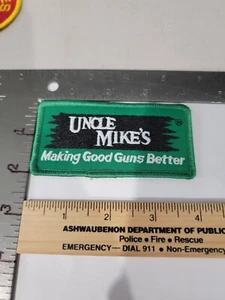 UNCLE
MIKE'S
®
Making Good Guns Better
1 2 3 4
ASHWAUBENON DEPARTMENT OF PUBLIC
Police • Fire • Rescue
EMERGENCY— DIAL 911 • Non-Emergency